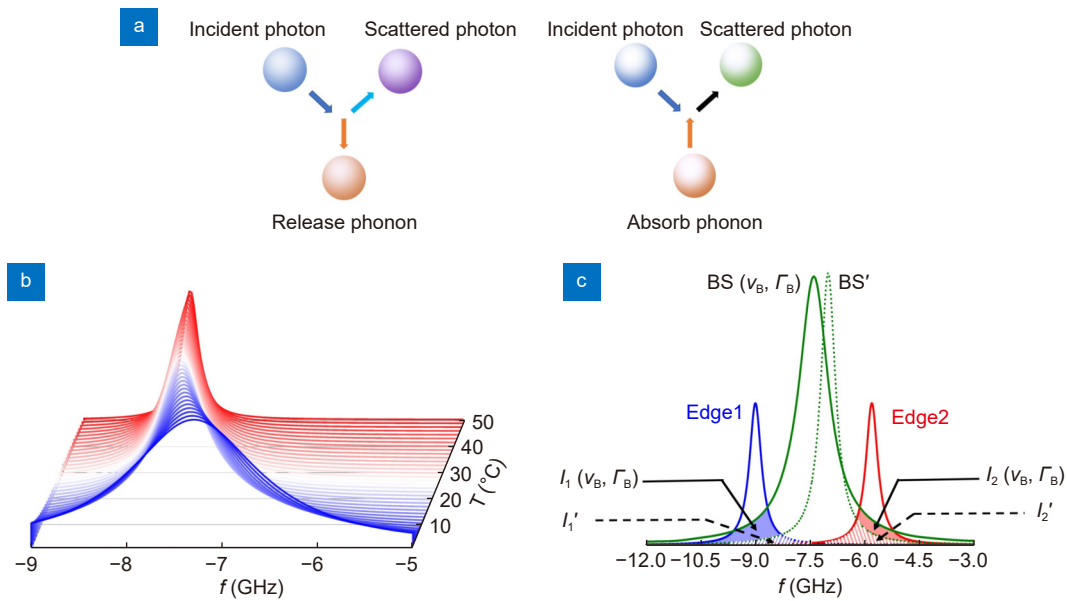 a
Incident photon
Scattered photon
Incident photon
Scattered photon
Release phonon
Absorb phonon
b
50
40
30
20
10
T (°C)
−9
−8
−7
−6
−5
f (GHz)
c
BS (νB, ΓB)
BS′
Edge1
Edge2
I1 (νB, ΓB)
I2 (νB, ΓB)
I1′
I2′
−12.0
−10.5
−9.0
−7.5
−6.0
−4.5
−3.0
f (GHz)